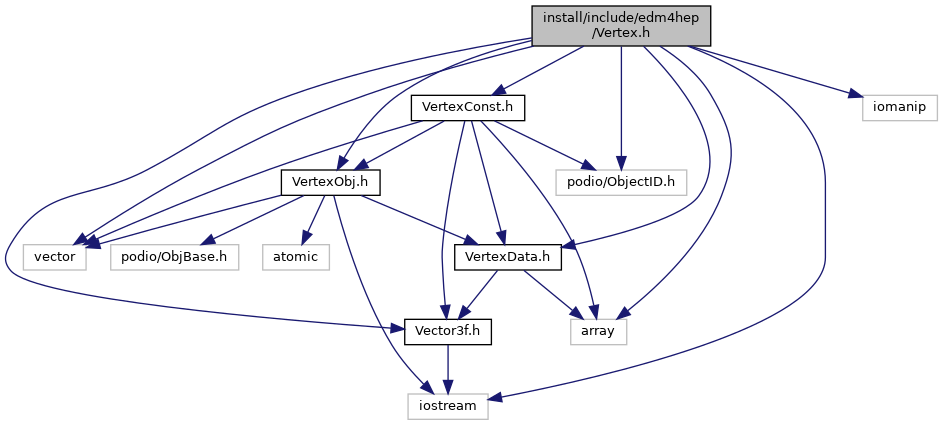 install/include/edm4hep
/Vertex.h
VertexConst.h
iomanip
VertexObj.h
podio/ObjectID.h
vector
podio/ObjBase.h
atomic
VertexData.h
Vector3f.h
array
iostream